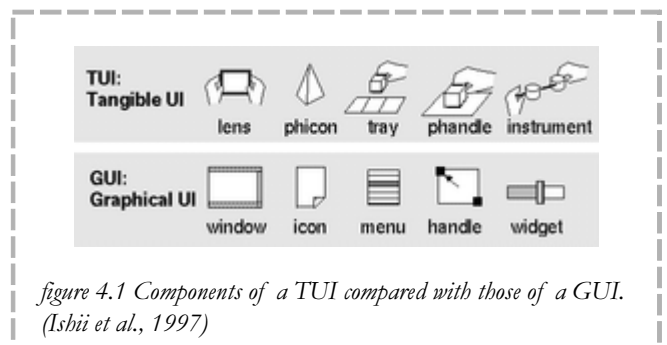 TUI:
Tangible UI
lens phicon tray phandle instrument
GUI:
Graphical UI
window icon menu handle widget
figure 4.1 Components of a TUI compared with those of a GUI.
(Ishii et al., 1997)